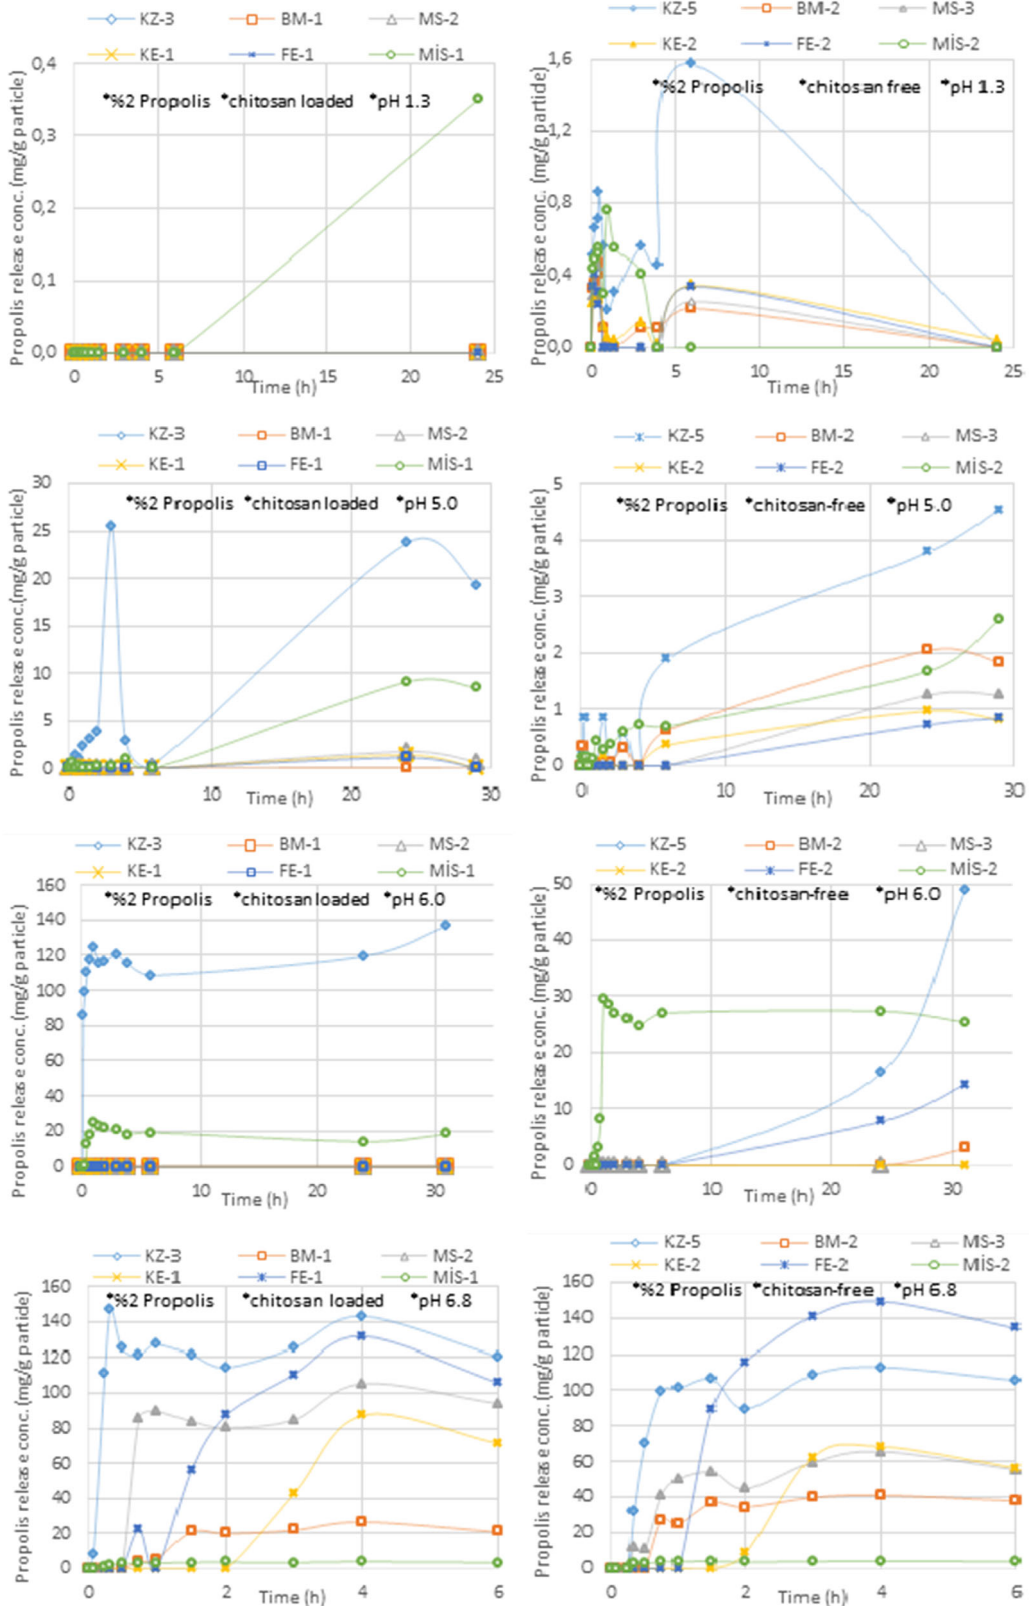 KZ-3 BM-1 MS-2
KE-1 FE-1 MİS-1
*%2 Propolis *chitosan loaded *pH 1.3
Propolis release conc. (mg/g particle)
0,4
0,3
0,2
0,1
0,0
0 5 10 15 20 25
Time (h)
KZ-5 BM-2 MS-3
KE-2 FE-2 MİS-2
*%2 Propolis *chitosan free *pH 1.3
Propolis release conc. (mg/g particle)
1,6
1,2
0,8
0,4
0,0
0 5 10 15 20 25
Time (h)
KZ-3 BM-1 MS-2
KE-1 FE-1 MİS-1
*%2 Propolis *chitosan loaded *pH 5.0
Propolis release conc.(mg/g particle)
30
25
20
15
10
5
0
0 10 20 30
Time (h)
KZ-5 BM-2 MS-3
KE-2 FE-2 MİS-2
*%2 Propolis *chitosan-free *pH 5.0
Propolis release conc.(mg/g particle)
5
4
3
2
1
0
0 10 20 30
Time (h)
KZ-3 BM-1 MS-2
KE-1 FE-1 MİS-1
*%2 Propolis *chitosan loaded *pH 6.0
Propolis release conc. (mg/g particle)
160
140
120
100
80
60
40
20
0
0 10 20 30
Time (h)
KZ-5 BM-2 MS-3
KE-2 FE-2 MİS-2
*%2 Propolis *chitosan-free *pH 6.0
Propolis release conc. (mg/g particle)
50
40
30
20
10
0
0 10 20 30
Time (h)
KZ-3 BM-1 MS-2
KE-1 FE-1 MİS-1
*%2 Propolis *chitosan loaded *pH 6.8
Propolis release conc. (mg/g particle)
160
140
120
100
80
60
40
20
0
0 2 4 6
Time (h)
KZ-5 BM-2 MS-3
KE-2 FE-2 MİS-2
*%2 Propolis *chitosan-free *pH 6.8
Propolis release conc. (mg/g particle)
160
140
120
100
80
60
40
20
0
0 2 4 6
Time (h)